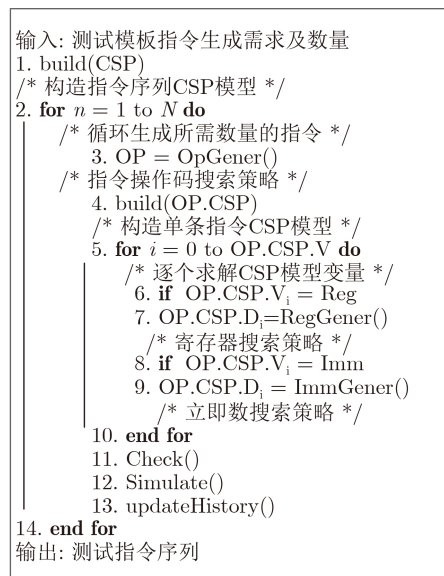 输入: 测试模板指令生成需求及数量
1. build(CSP)
/* 构造指令序列CSP模型 */
2. for n = 1 to N do
/* 循环生成所需数量的指令 */
3. OP = OpGener()
/* 指令操作码搜索策略 */
4. build(OP.CSP)
/* 构造单条指令CSP模型 */
5. for i = 0 to OP.CSP.V do
/* 逐个求解CSP模型变量 */
6. if OP.CSP.Vᵢ = Reg
7. OP.CSP.Dᵢ=RegGener()
/* 寄存器搜索策略 */
8. if OP.CSP.Vᵢ = Imm
9. OP.CSP.Dᵢ = ImmGener()
/* 立即数搜索策略 */
10. end for
11. Check()
12. Simulate()
13. updateHistory()
14. end for
输出: 测试指令序列